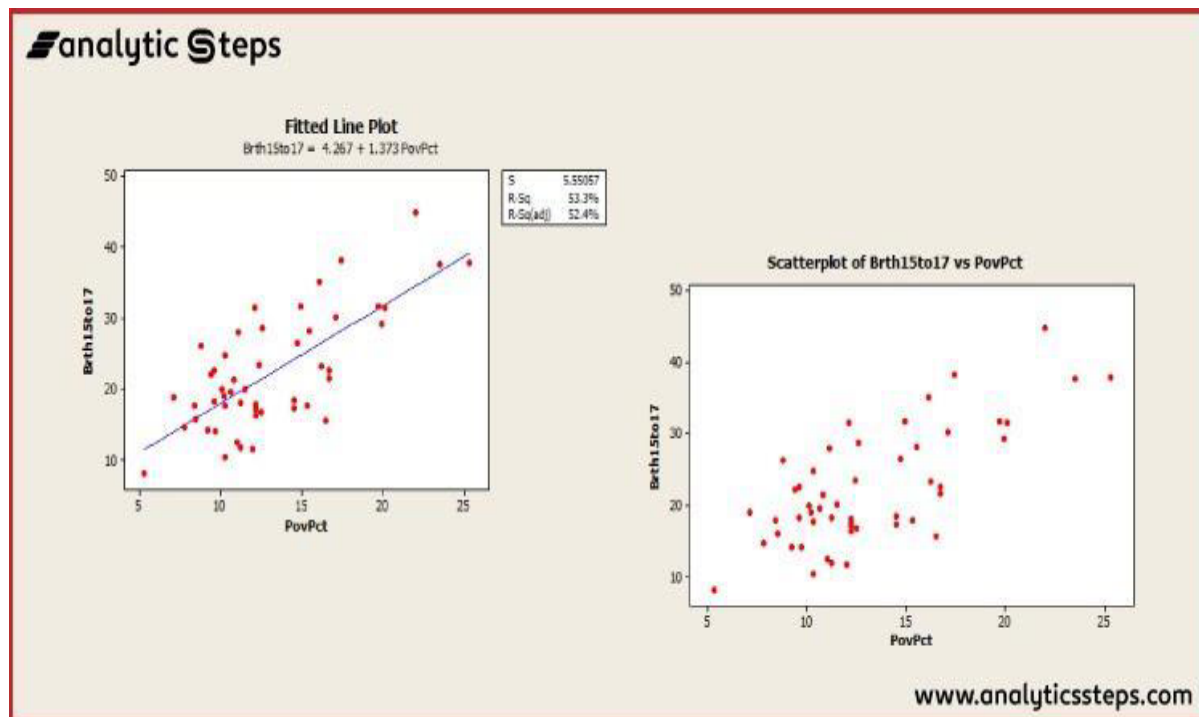 analytic Steps
Fitted Line Plot
Brth15to17 = 4.267 + 1.373 PovPct
S 5.55057
R-Sq 53.3%
R-Sq(adj) 52.4%
50
40
30
20
10
Brth15to17
5 10 15 20 25
PovPct
Scatterplot of Brth15to17 vs PovPct
50
40
30
20
10
Brth15to17
5 10 15 20 25
PovPct
www.analyticssteps.com